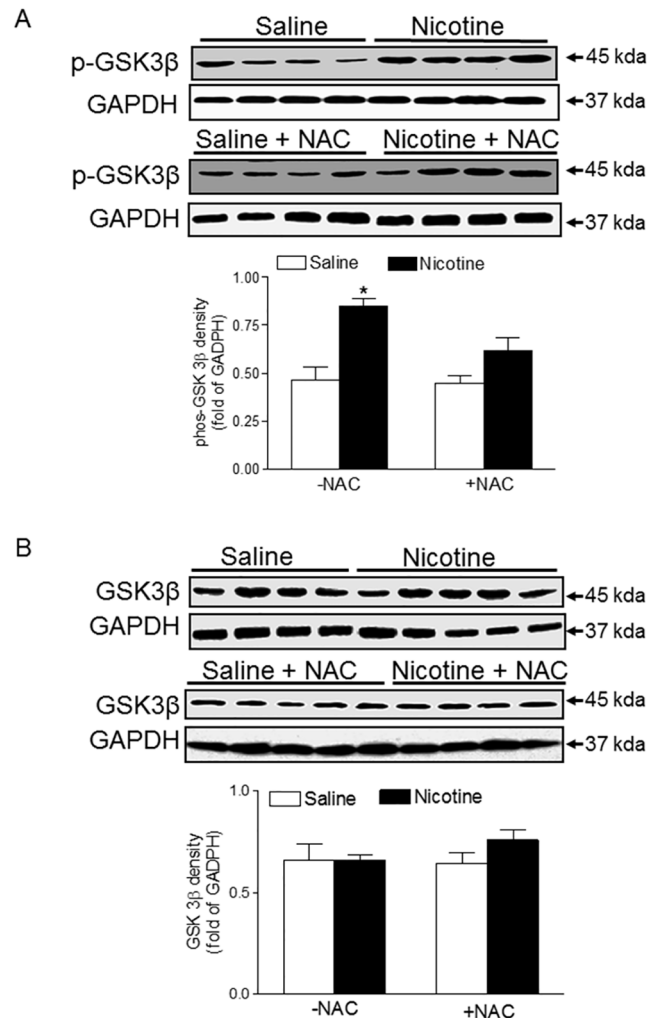 A
Saline Nicotine
p-GSK3β 45 kda
GAPDH 37 kda
Saline + NAC Nicotine + NAC
p-GSK3β 45 kda
GAPDH 37 kda
Saline Nicotine
1.00
0.75
0.50
0.25
0.00
phos-GSK 3β density
(fold of GADPH)
*
-NAC +NAC
B
Saline Nicotine
GSK3β 45 kda
GAPDH 37 kda
Saline + NAC Nicotine + NAC
GSK3β 45 kda
GAPDH 37 kda
Saline Nicotine
1.0
0.5
0.0
GSK 3β density
(fold of GADPH)
-NAC +NAC